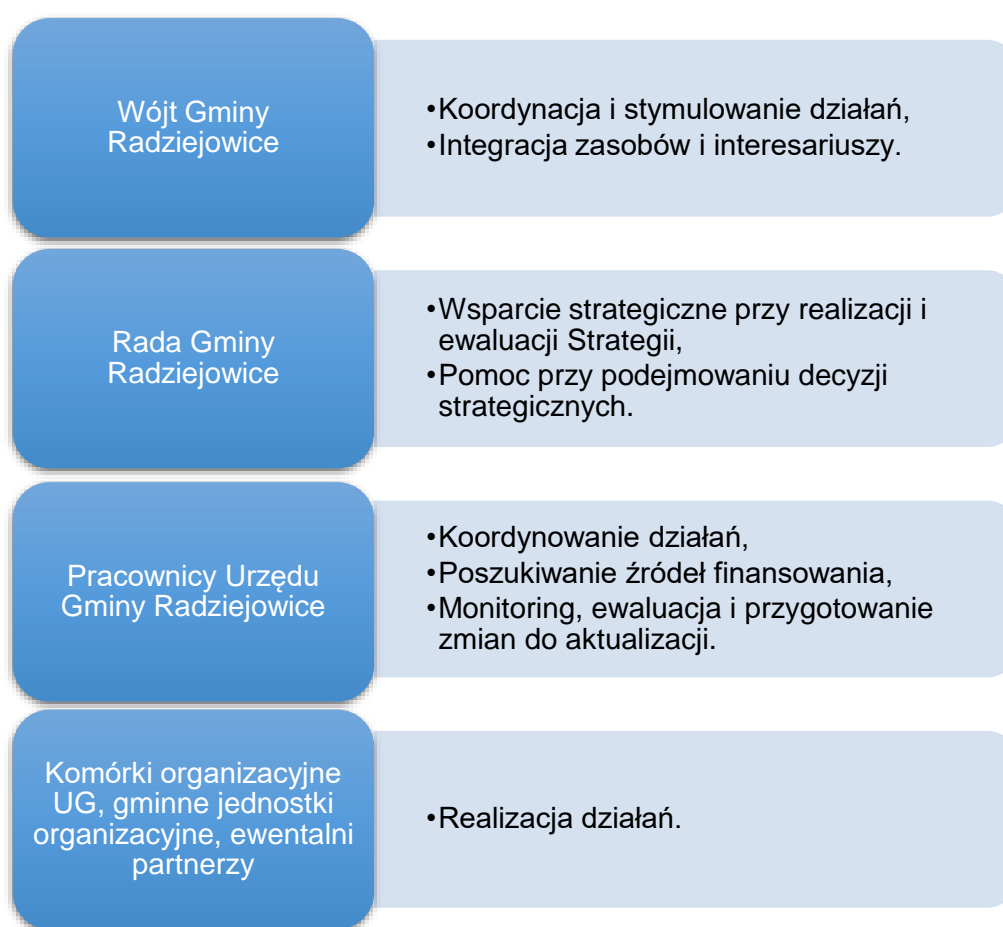 Wójt Gminy
Radziejowice
•Koordynacja i stymulowanie działań,
•Integracja zasobów i interesariuszy.
Rada Gminy
Radziejowice
•Wsparcie strategiczne przy realizacji i
ewaluacji Strategii,
•Pomoc przy podejmowaniu decyzji
strategicznych.
Pracownicy Urzędu
Gminy Radziejowice
•Koordynowanie działań,
•Poszukiwanie źródeł finansowania,
•Monitoring, ewaluacja i przygotowanie
zmian do aktualizacji.
Komórki organizacyjne
UG, gminne jednostki
organizacyjne, ewentalni
partnerzy
•Realizacja działań.